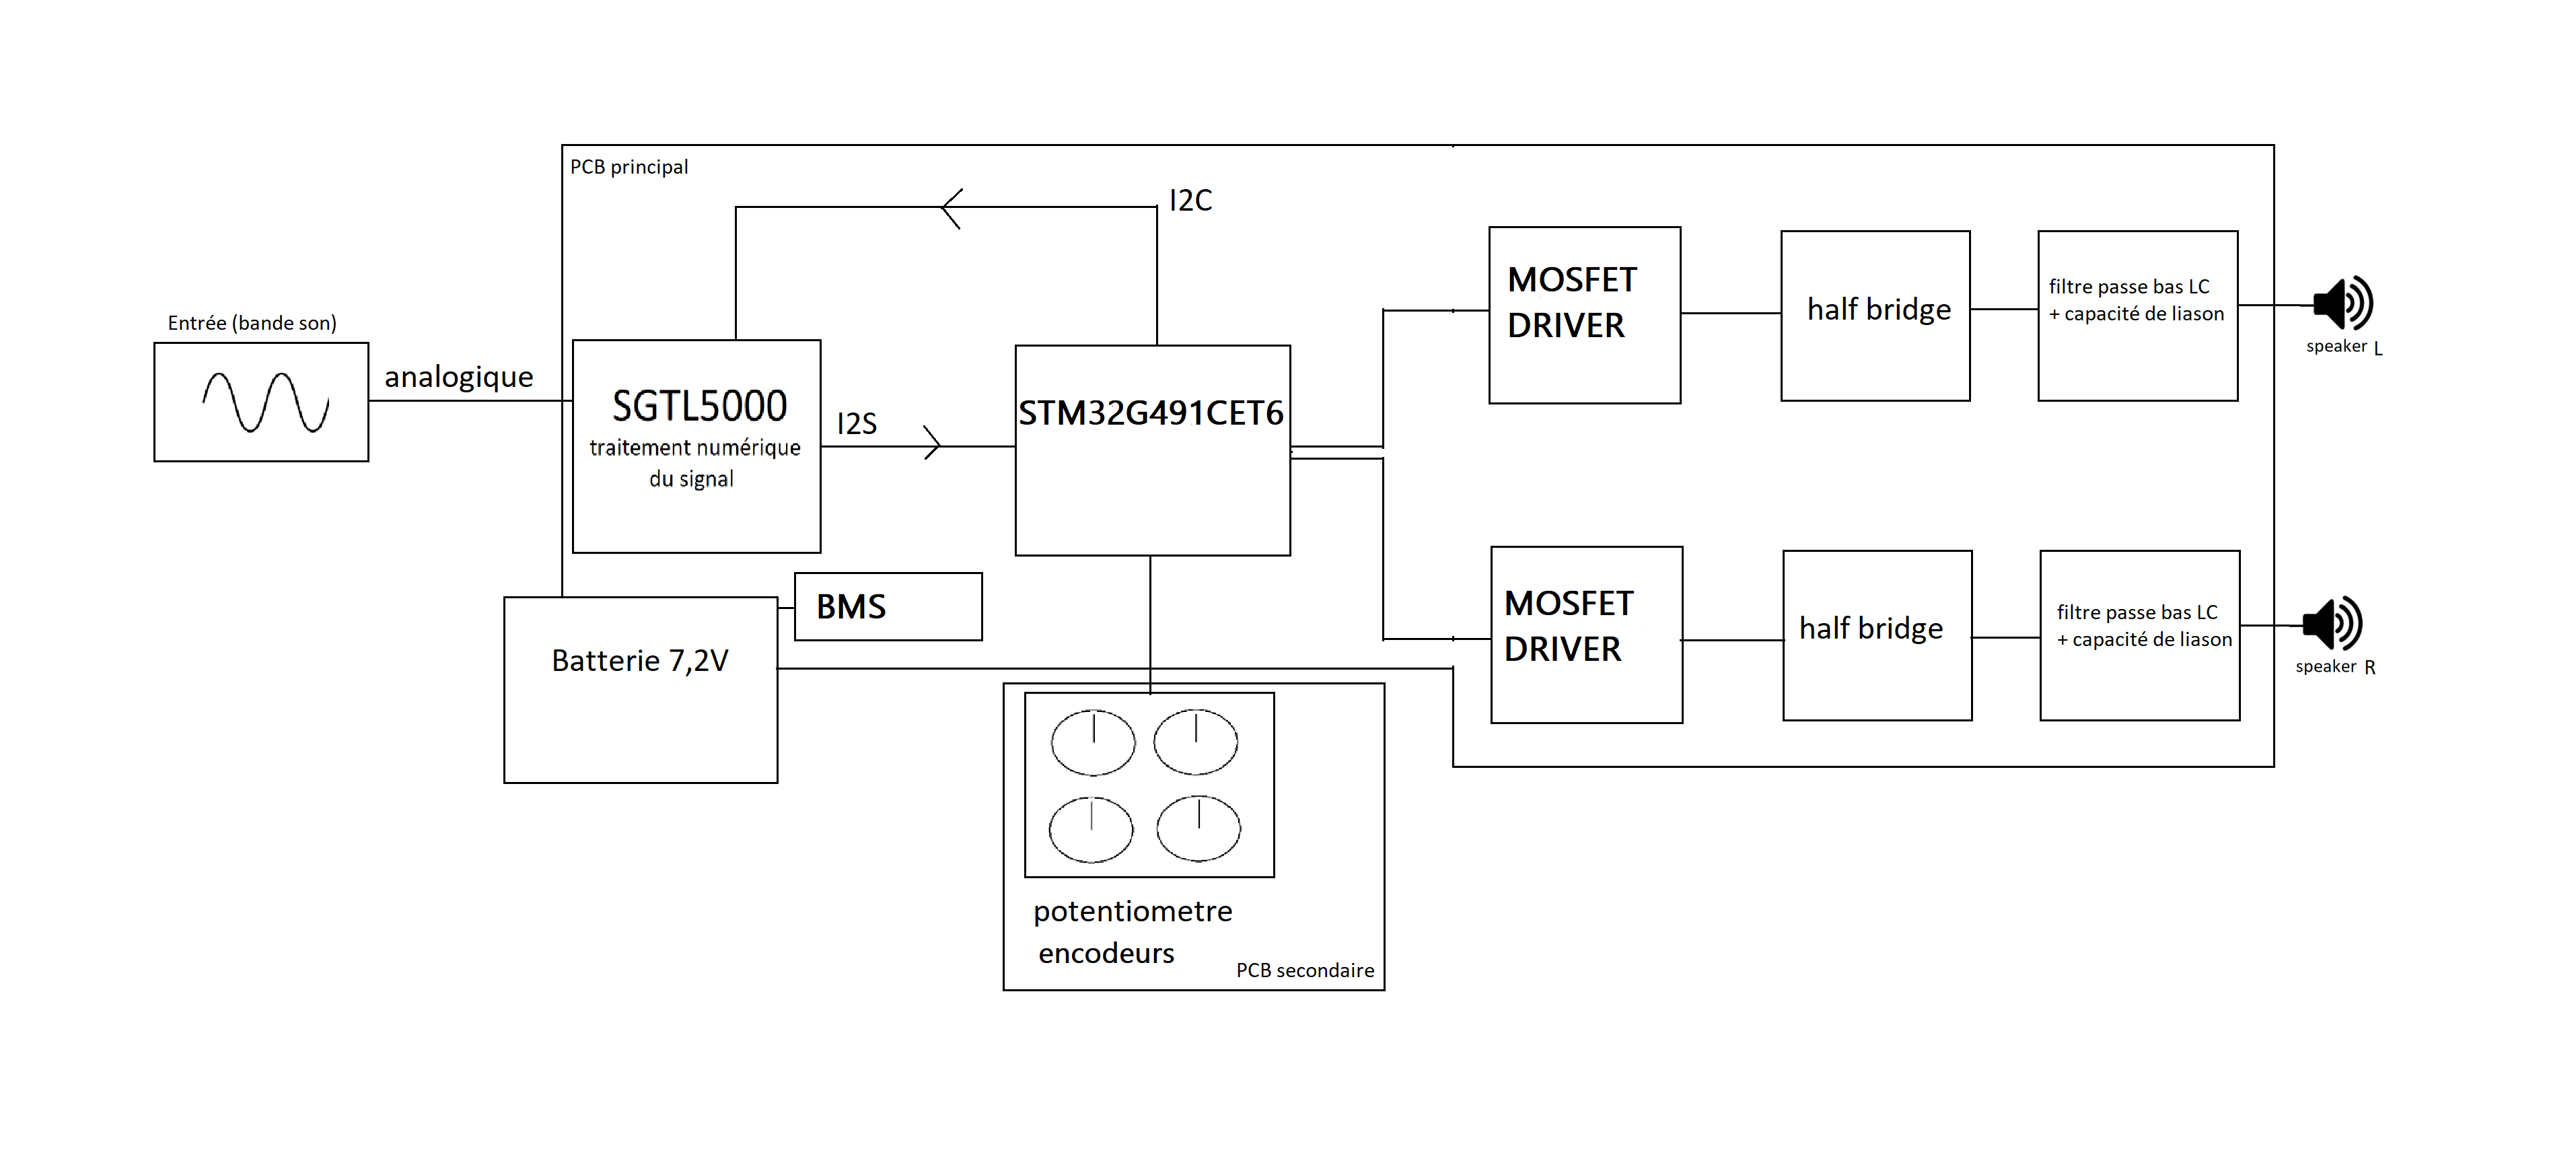 PCB principal
I2C
Entrée (bande son)
analogique
SGTL5000
traitement numérique
du signal
I2S
STM32G491CET6
MOSFET
DRIVER
half bridge
filtre passe bas LC
+ capacité de liason
speaker L
BMS
Batterie 7,2V
MOSFET
DRIVER
half bridge
filtre passe bas LC
+ capacité de liason
speaker R
potentiometre
encodeurs
PCB secondaire